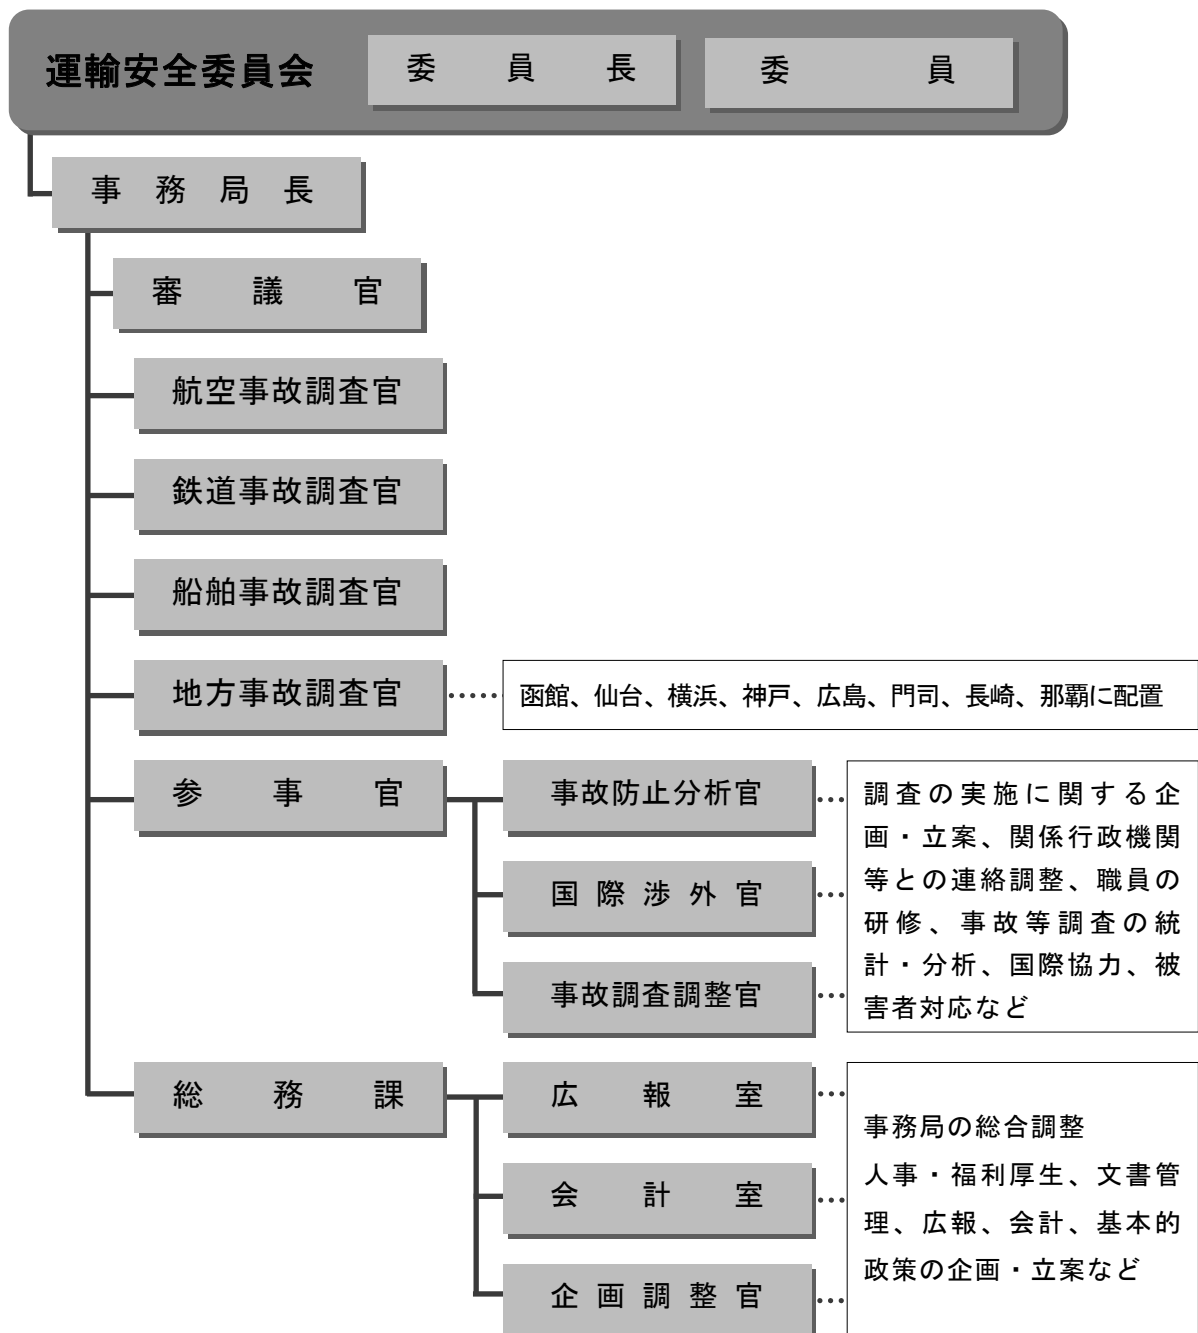 運輸安全委員会 委員長 委員
事務局長
審議官
航空事故調査官
鉄道事故調査官
船舶事故調査官
地方事故調査官
函館、仙台、横浜、神戸、広島、門司、長崎、那覇に配置
参事官
事故防止分析官
国際渉外官
事故調査調整官
調査の実施に関する企
画・立案、関係行政機関
等との連絡調整、職員の
研修、事故等調査の統
計・分析、国際協力、被
害者対応など
総務課
広報室
会計室
企画調整官
事務局の総合調整
人事・福利厚生、文書管
理、広報、会計、基本的
政策の企画・立案など